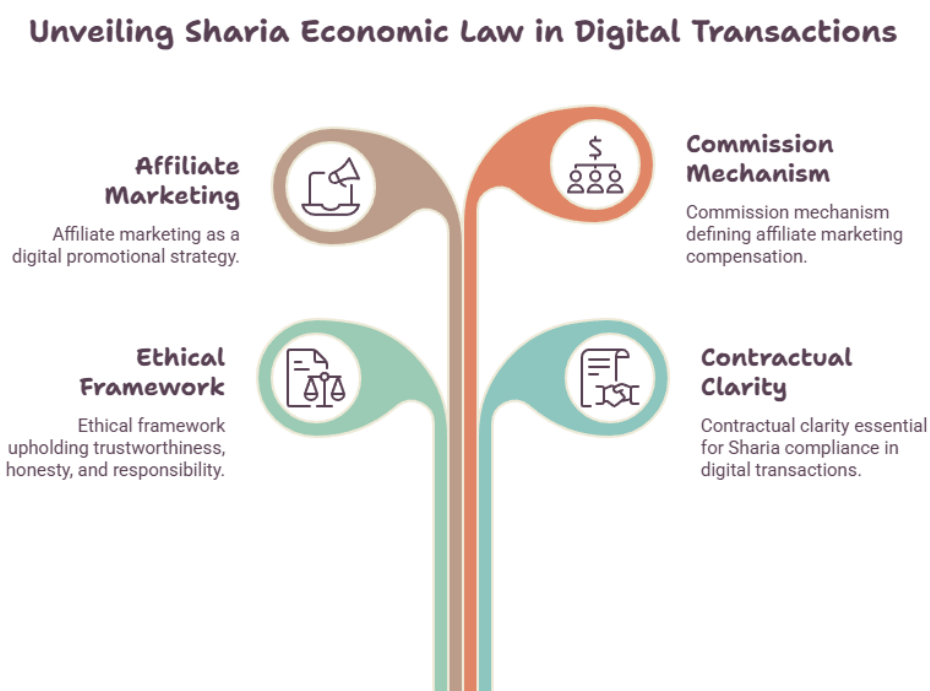 Unveiling Sharia Economic Law in Digital Transactions
Affiliate
Marketing
Affiliate marketing as a
digital promotional strategy.
$
Commission
Mechanism
Commission mechanism
defining affiliate marketing
compensation.
Ethical
Framework
Ethical framework
upholding trustworthiness,
honesty, and responsibility.
Contractual
Clarity
Contractual clarity essential
for Sharia compliance in
digital transactions.